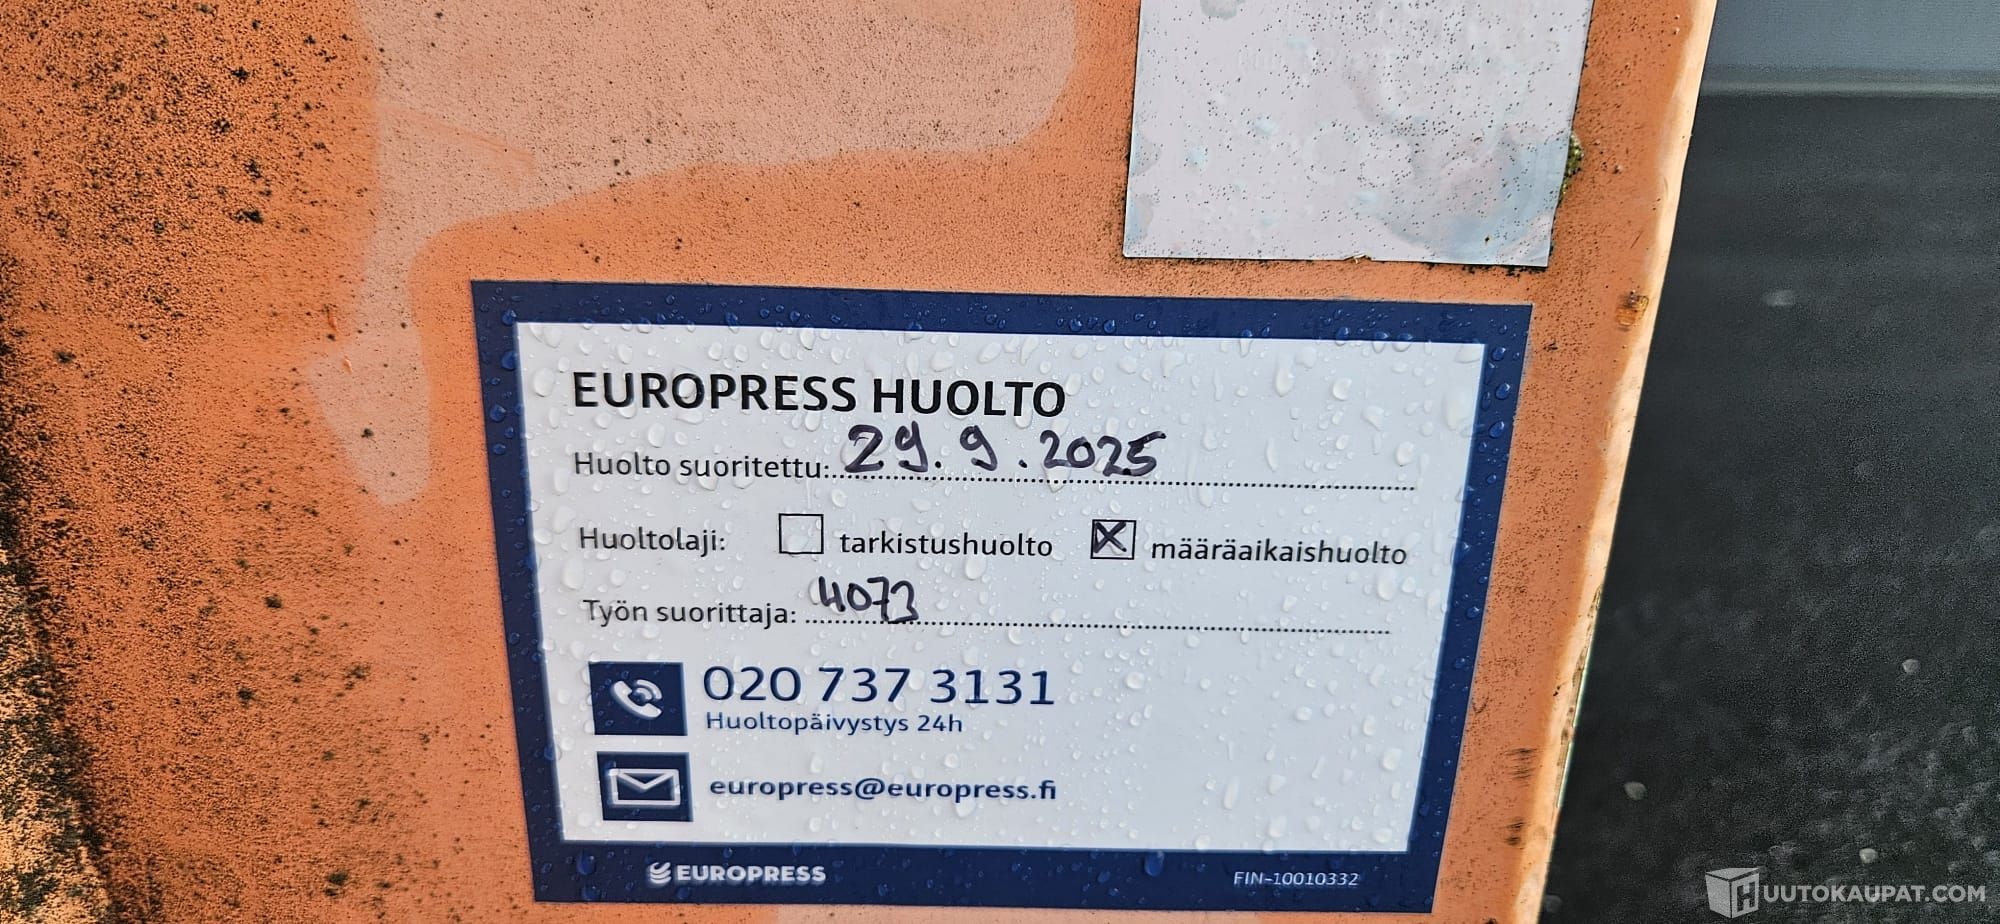 EUROPRESS HUOLTO
Huolto suoritettu: 29.9.2025
Huoltolaji: tarkistushuolto X määräaikaishuolto
Työn suorittaja: 4073
020 737 3131
Huoltopäivystys 24h
europress@europress.fi
EUROPRESS FIN-10010332
HUUTOKAUPAT.COM